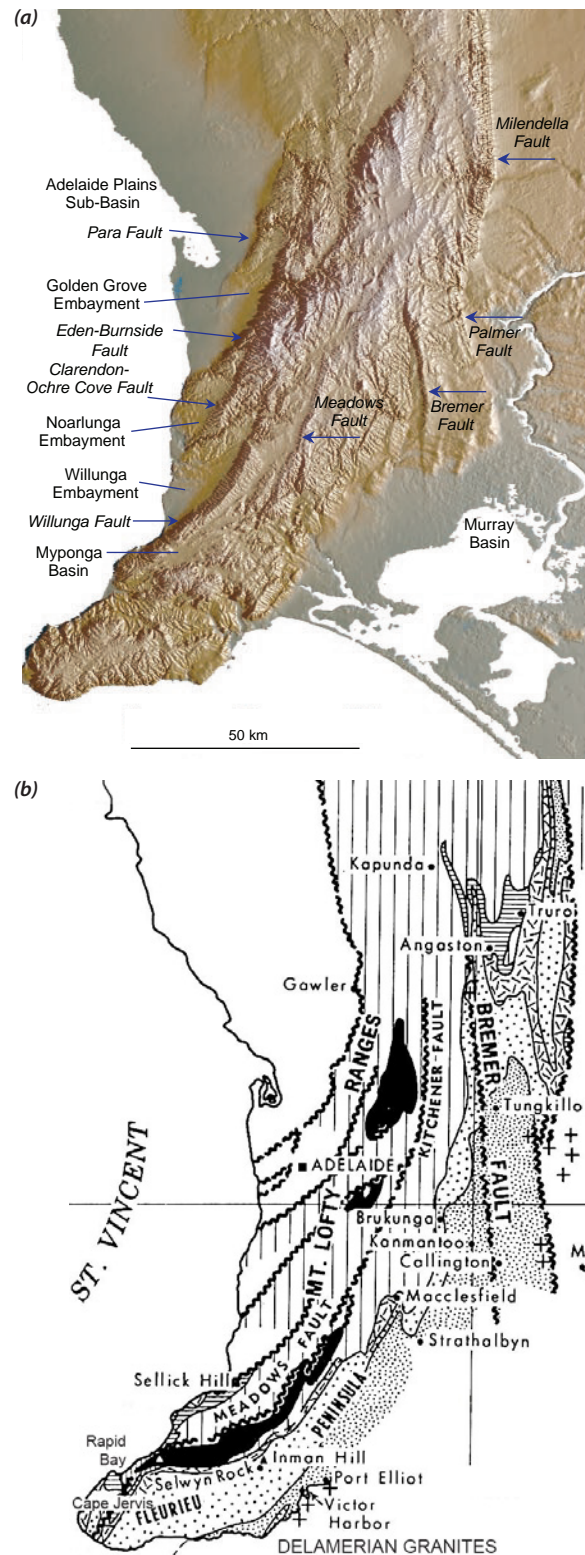 (a)
Milendella
Fault
Adelaide Plains
Sub-Basin
Para Fault
Golden Grove
Embayment
Eden-Burnside
Fault
Palmer
Fault
Clarendon-
Ochre Cove Fault
Meadows
Fault
Bremer
Fault
Noarlunga
Embayment
Willunga
Embayment
Willunga Fault
Murray
Basin
Myponga
Basin
50 km
(b)
Kapunda
Truro
Angaston
Gawler
RANGES
BREMER
KITCHENER-FAULT
Tungkillo
ST. VINCENT
ADELAIDE
FAULT
MT. LOFTY
Brukunga
Kanmantoo
M
Callington
Macclesfield
Strathalbyn
Sellick Hill
MEADOWS FAULT
PENINSULA
Rapid
Bay
Inman Hill
Selwyn Rock
Port Elliot
Cape Jervis
FLEURIEU
Victor
Harbor
DELAMERIAN GRANITES